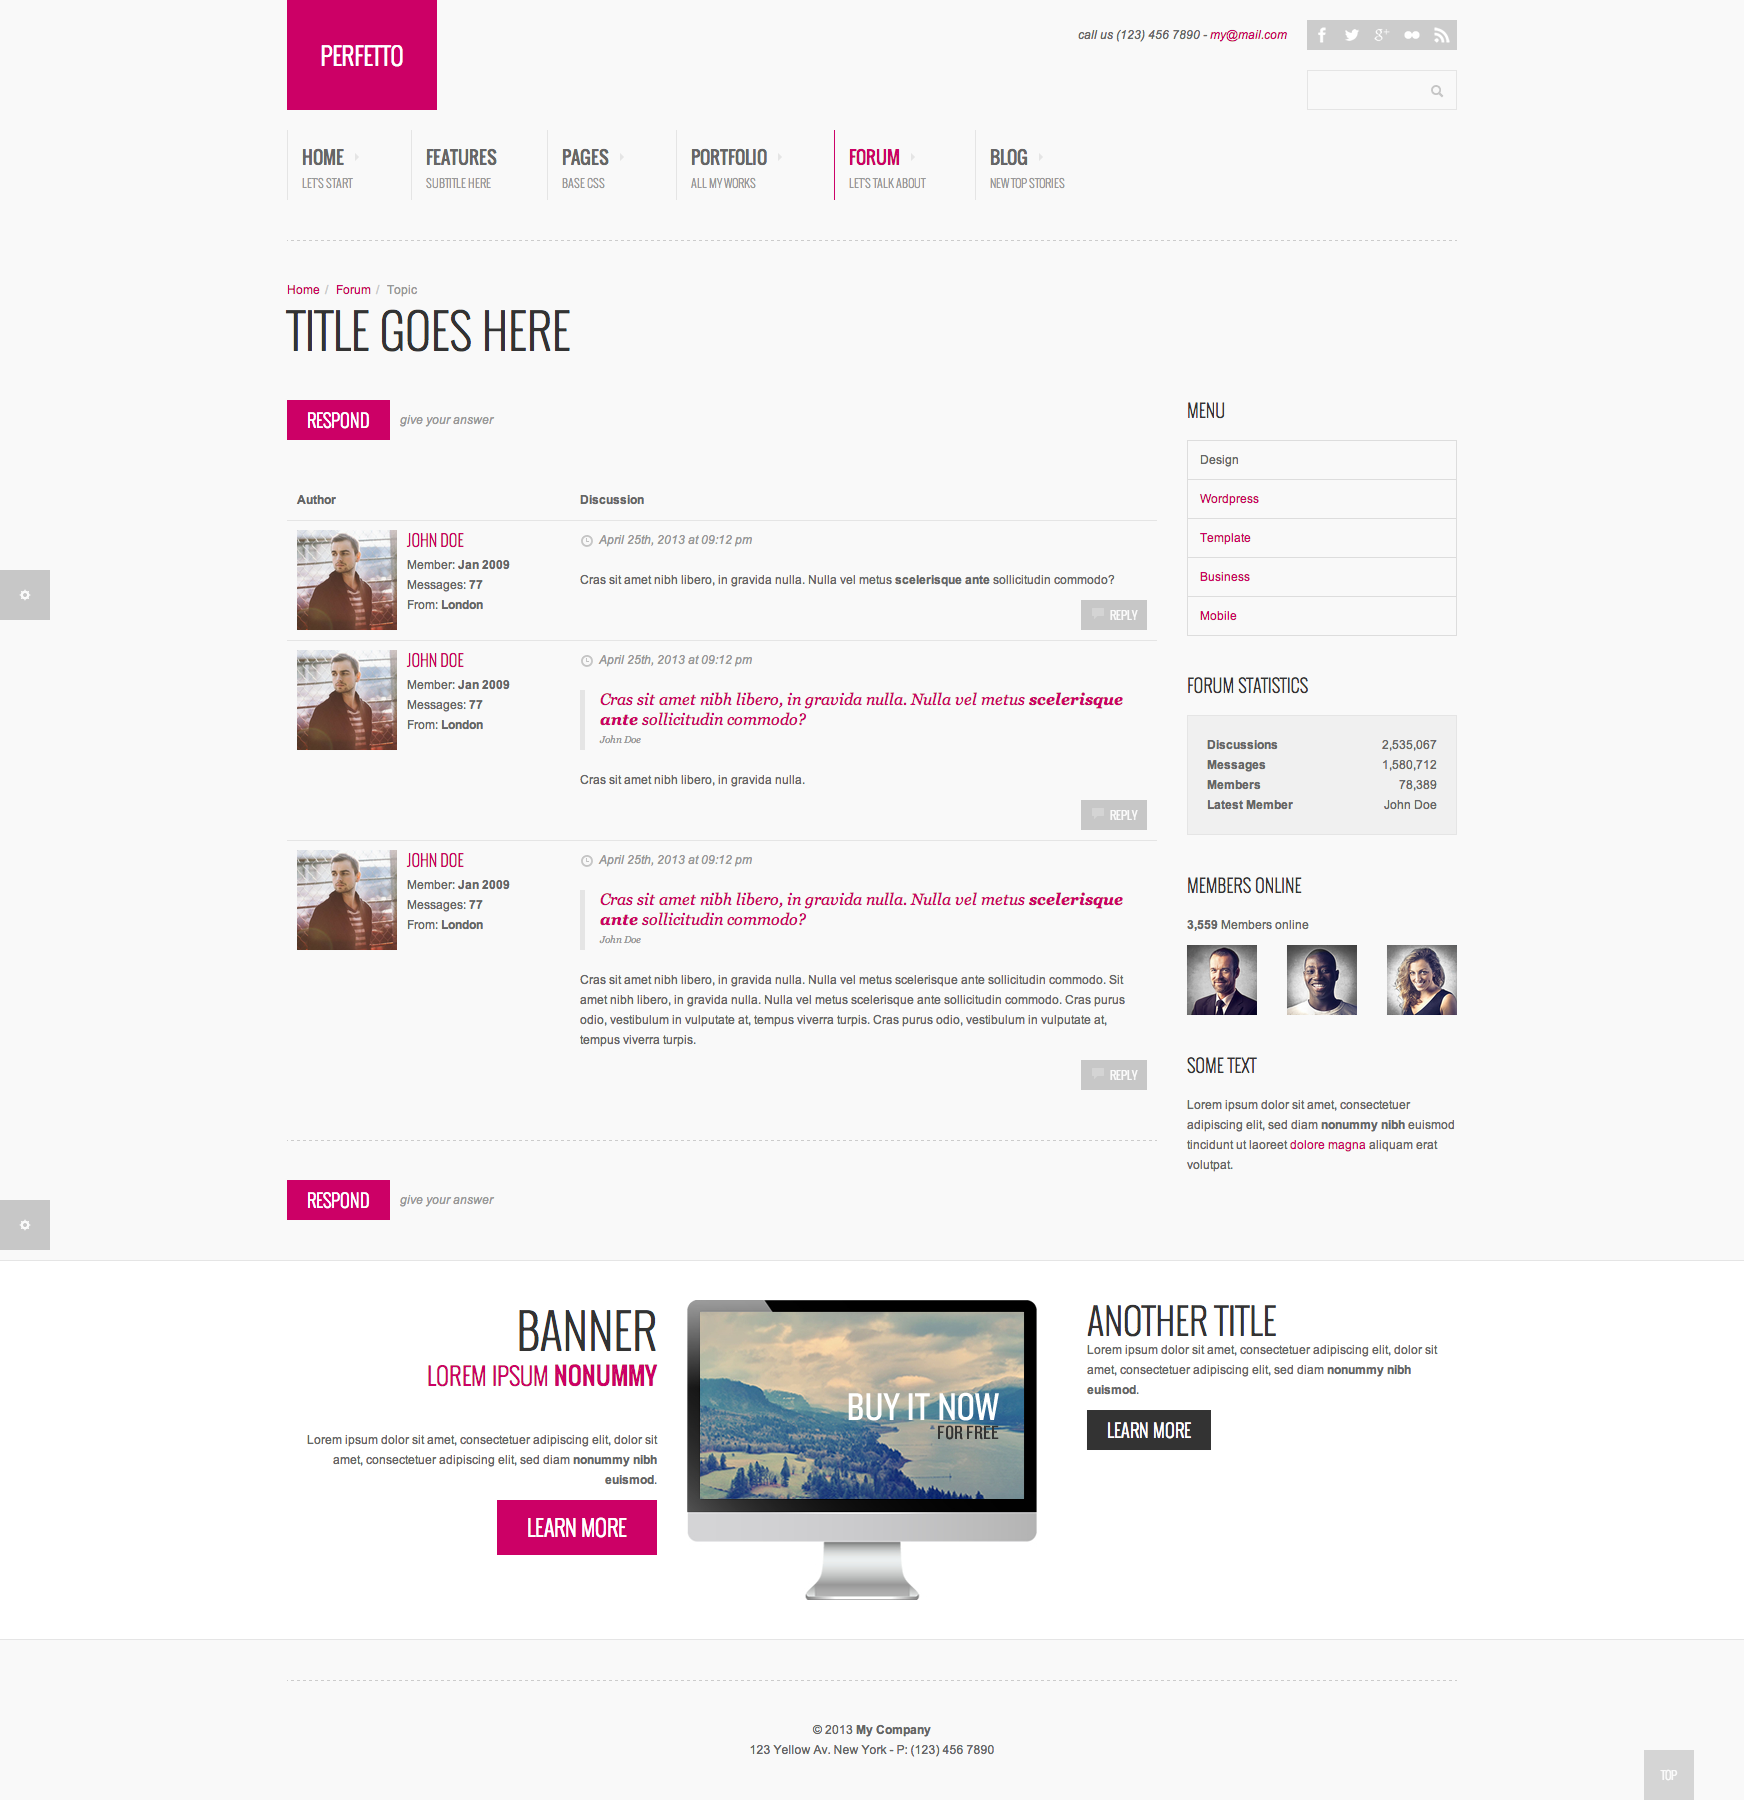 PERFETTO
call us (123) 456 7890 - my@mail.com
HOME
LET'S START
FEATURES
SUBTITLE HERE
PAGES
BASE CSS
PORTFOLIO
ALL MY WORKS
FORUM
LET'S TALK ABOUT
BLOG
NEW TOP STORIES
Home / Forum / Topic
TITLE GOES HERE
RESPOND give your answer
Author Discussion
JOHN DOE
Member: Jan 2009
Messages: 77
From: London
April 25th, 2013 at 09:12 pm
Cras sit amet nibh libero, in gravida nulla. Nulla vel metus scelerisque ante sollicitudin commodo?
REPLY
JOHN DOE
Member: Jan 2009
Messages: 77
From: London
April 25th, 2013 at 09:12 pm
Cras sit amet nibh libero, in gravida nulla. Nulla vel metus scelerisque
ante sollicitudin commodo?
John Doe
Cras sit amet nibh libero, in gravida nulla.
REPLY
JOHN DOE
Member: Jan 2009
Messages: 77
From: London
April 25th, 2013 at 09:12 pm
Cras sit amet nibh libero, in gravida nulla. Nulla vel metus scelerisque
ante sollicitudin commodo?
John Doe
Cras sit amet nibh libero, in gravida nulla. Nulla vel metus scelerisque ante sollicitudin commodo. Sit
amet nibh libero, in gravida nulla. Nulla vel metus scelerisque ante sollicitudin commodo. Cras purus
odio, vestibulum in vulputate at, tempus viverra turpis. Cras purus odio, vestibulum in vulputate at,
tempus viverra turpis.
REPLY
RESPOND give your answer
MENU
Design
Wordpress
Template
Business
Mobile
FORUM STATISTICS
Discussions 2,535,067
Messages 1,580,712
Members 78,389
Latest Member John Doe
MEMBERS ONLINE
3,559 Members online
SOME TEXT
Lorem ipsum dolor sit amet, consectetuer
adipiscing elit, sed diam nonummy nibh euismod
tincidunt ut laoreet dolore magna aliquam erat
volutpat.
BANNER
LOREM IPSUM NONUMMY
Lorem ipsum dolor sit amet, consectetuer adipiscing elit, dolor sit
amet, consectetuer adipiscing elit, sed diam nonummy nibh
euismod.
LEARN MORE
BUY IT NOW
* FOR FREE
ANOTHER TITLE
Lorem ipsum dolor sit amet, consectetuer adipiscing elit, dolor sit
amet, consectetuer adipiscing elit, sed diam nonummy nibh
euismod.
LEARN MORE
© 2013 My Company
123 Yellow Av. New York - P: (123) 456 7890
TOP